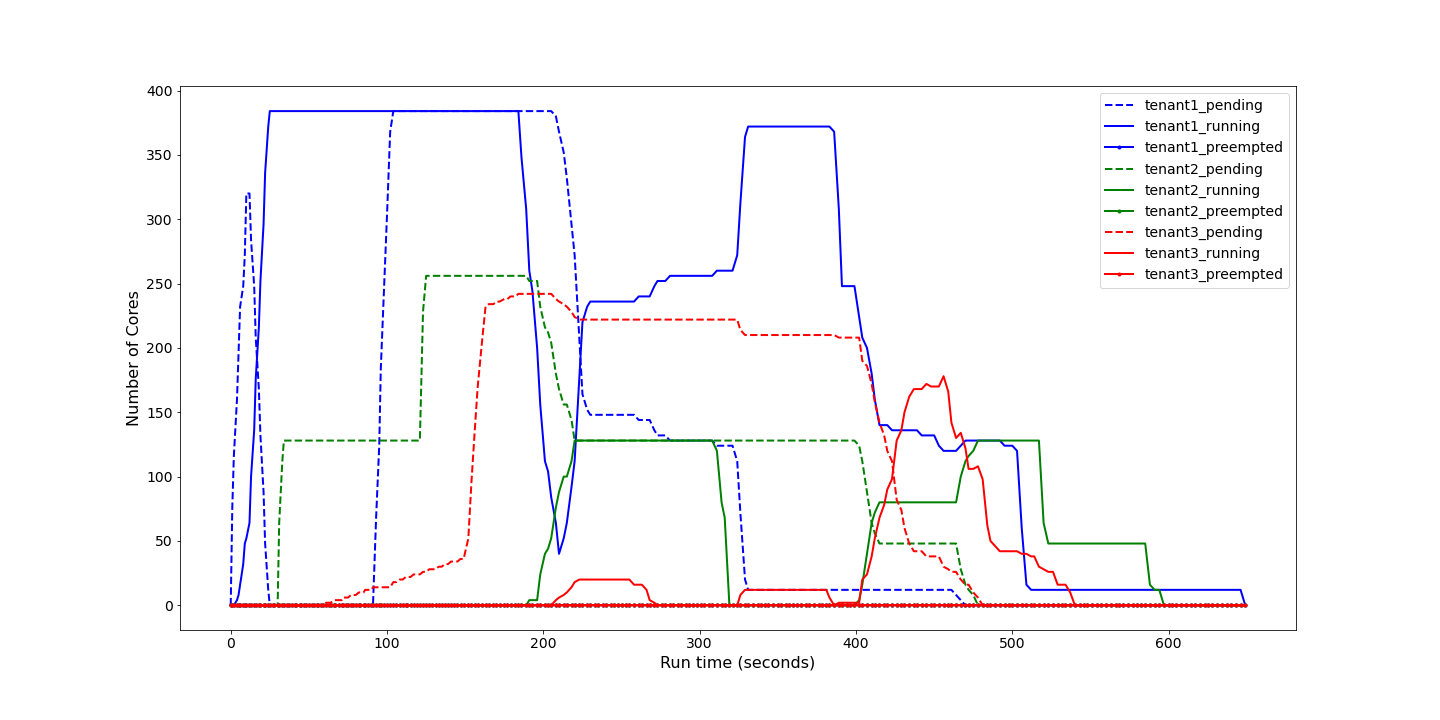 400
350
300
250
200
150
100
50
0
Number of Cores
0 100 200 300 400 500 600
Run time (seconds)
tenant1_pending
tenant1_running
tenant1_preempted
tenant2_pending
tenant2_running
tenant2_preempted
tenant3_pending
tenant3_running
tenant3_preempted